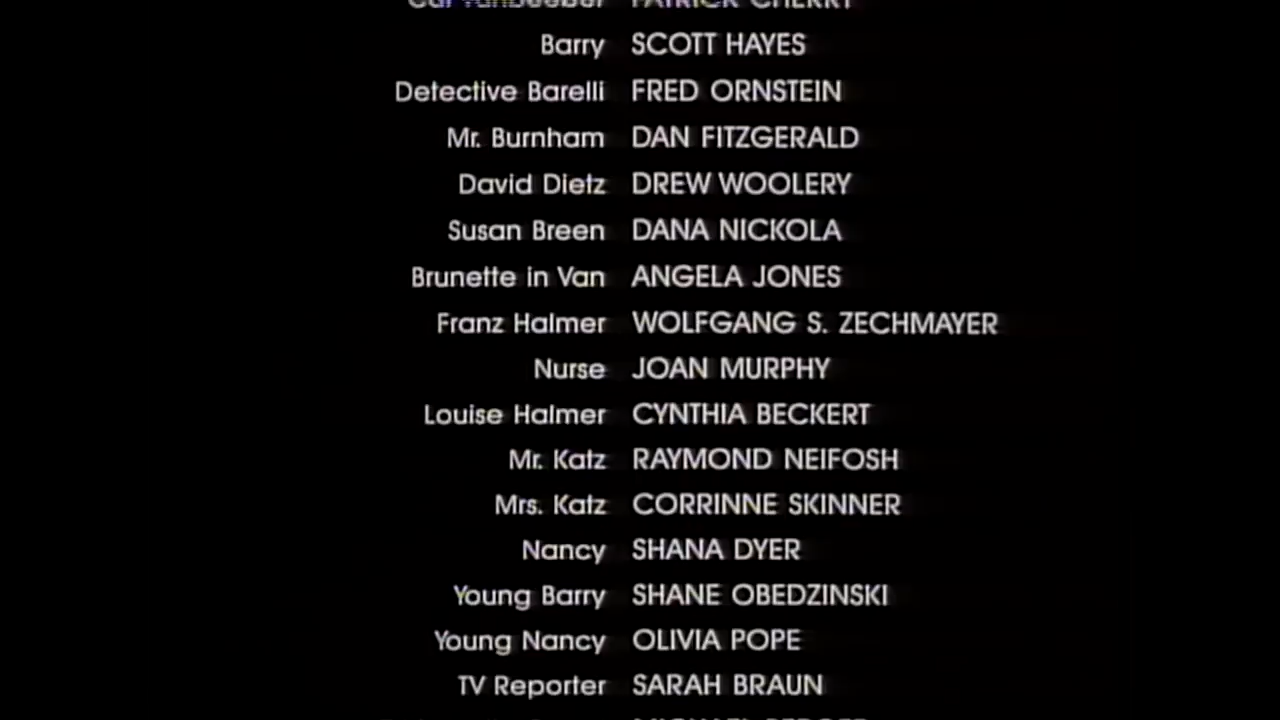 PATRICK CHERRY
Barry SCOTT HAYES
Detective Barelli FRED ORNSTEIN
Mr. Burnham DAN FITZGERALD
David Dietz DREW WOOLERY
Susan Breen DANA NICKOLA
Brunette in Van ANGELA JONES
Franz Halmer WOLFGANG S. ZECHMAYER
Nurse JOAN MURPHY
Louise Halmer CYNTHIA BECKERT
Mr. Katz RAYMOND NEIFOSH
Mrs. Katz CORRINNE SKINNER
Nancy SHANA DYER
Young Barry SHANE OBEDZINSKI
Young Nancy OLIVIA POPE
TV Reporter SARAH BRAUN